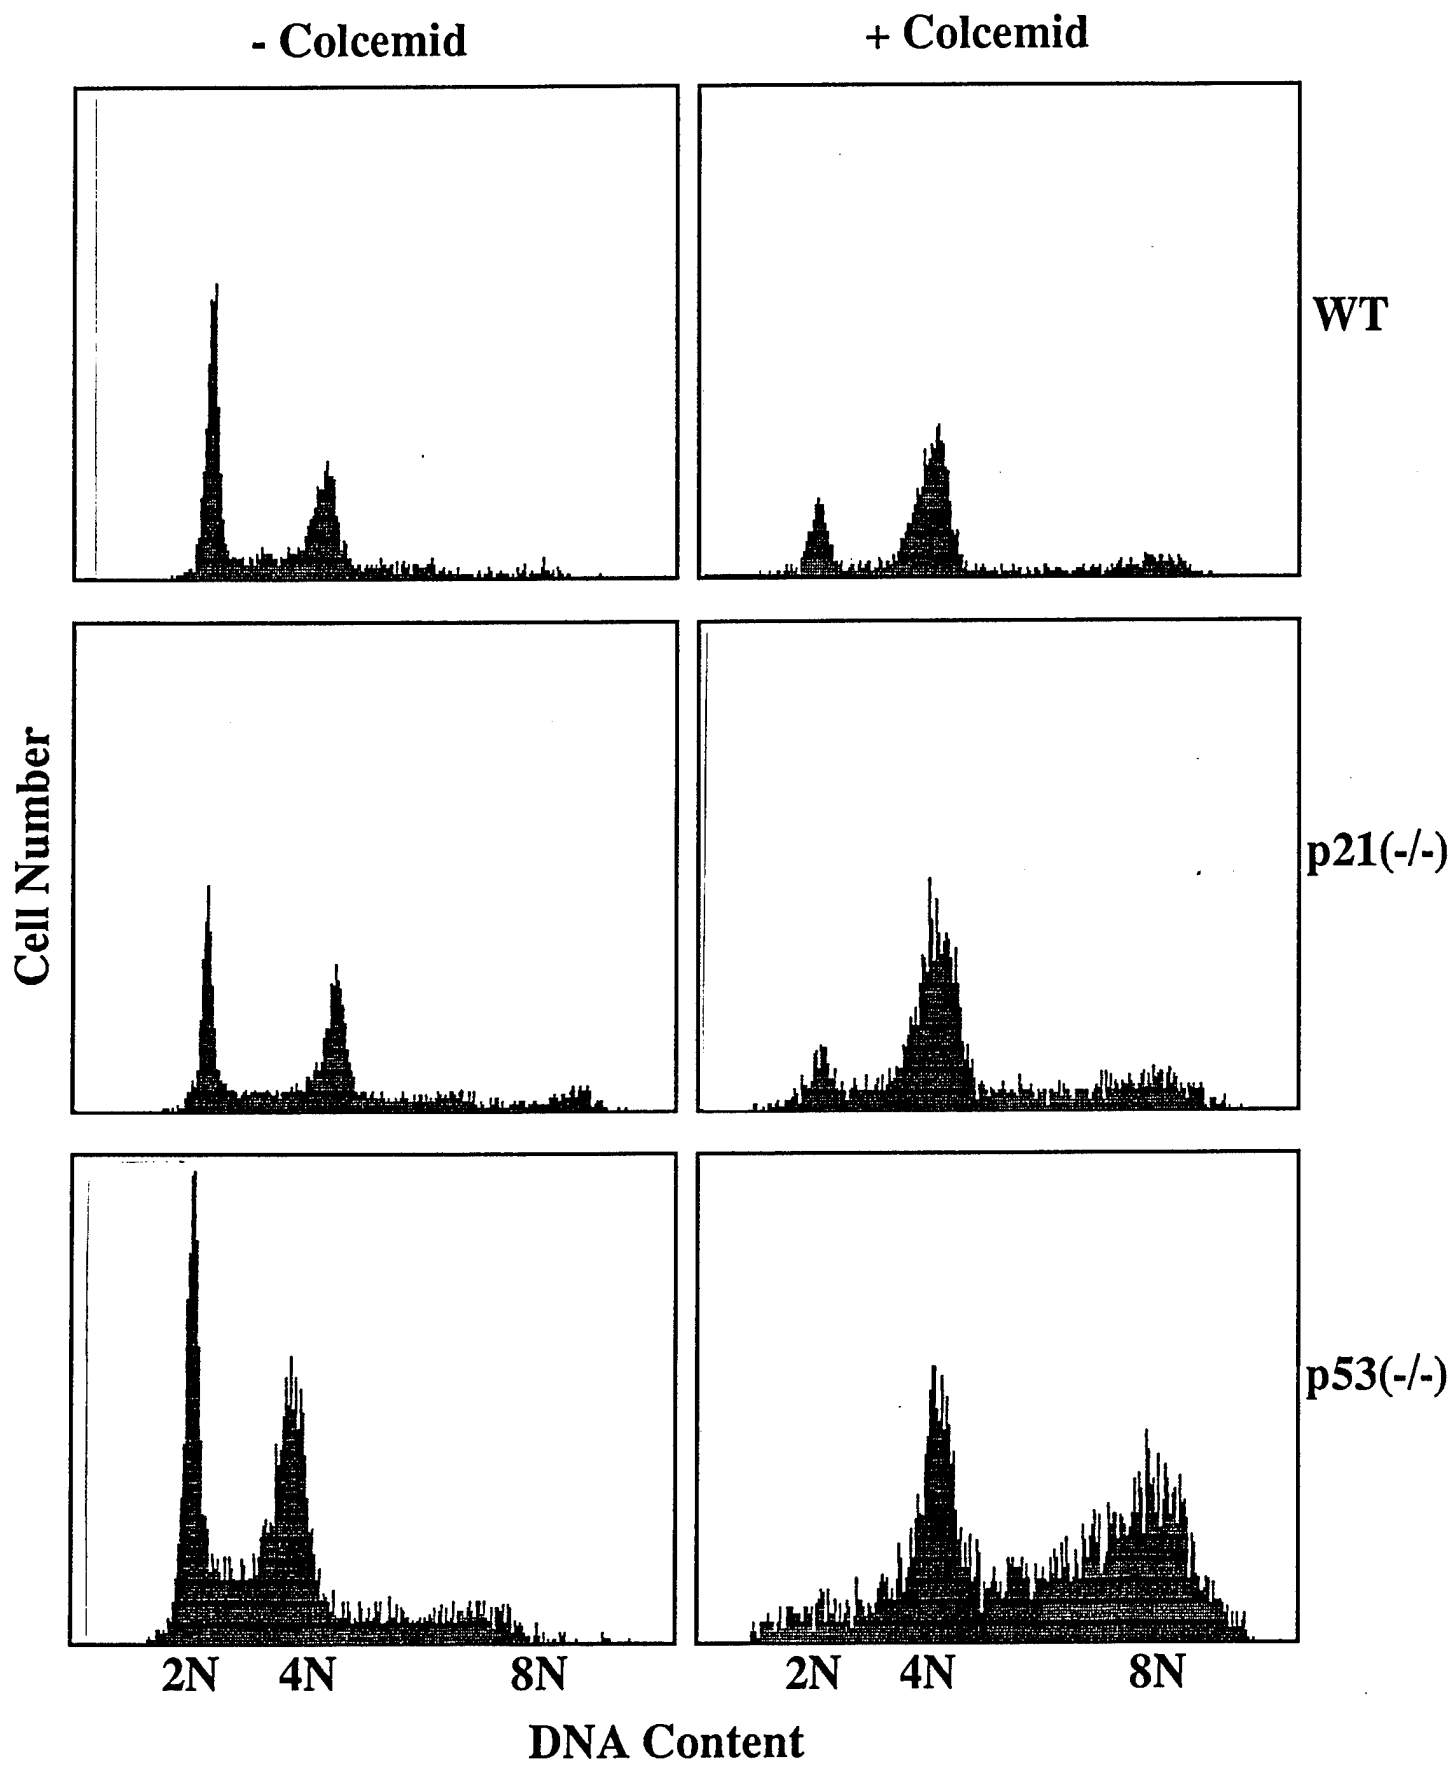 - Colcemid
+ Colcemid
WT
p21(-/-)
p53(-/-)
Cell Number
2N 4N 8N
2N 4N 8N
DNA Content